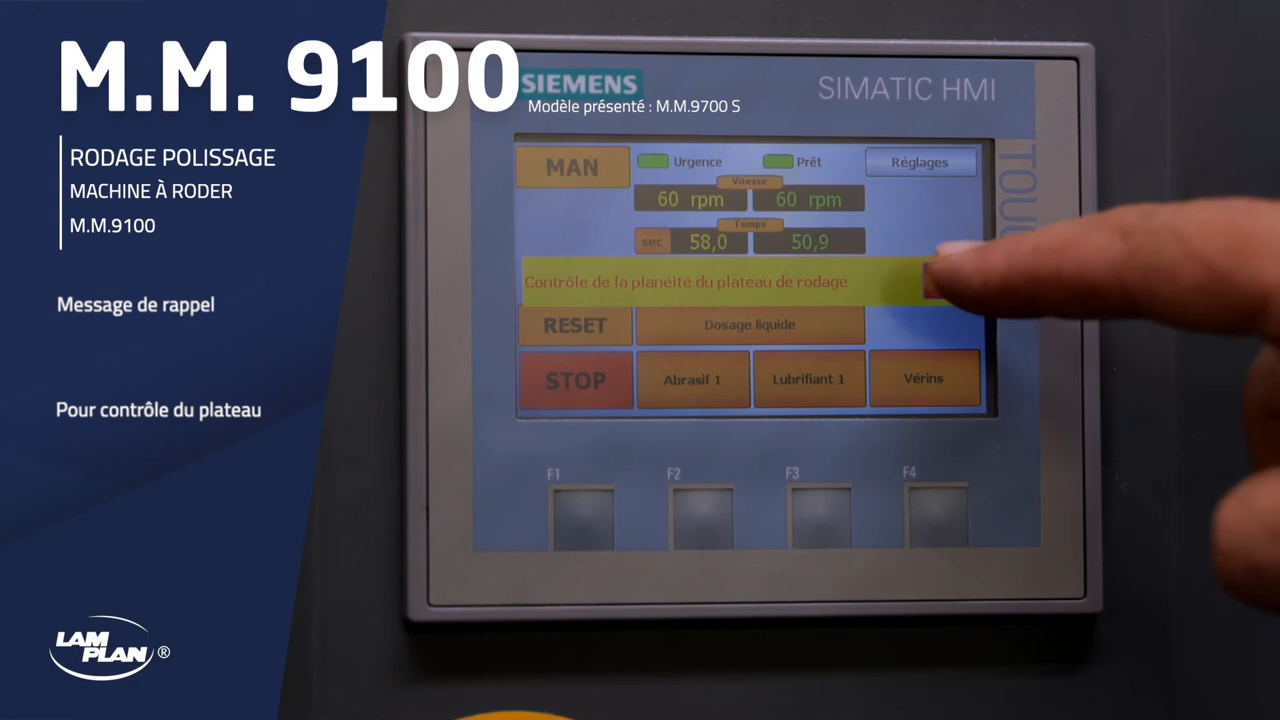 M.M. 9100
Modèle présenté : M.M.9700 S
RODAGE POLISSAGE
MACHINE À RODER
M.M.9100
Message de rappel
Pour contrôle du plateau
LAM PLAN ®
SIEMENS
SIMATIC HMI
TOUC
MAN
Urgence
Prêt
Réglages
Vitesse
60 rpm
60 rpm
Temps
sec 58,0
50,9
Contrôle de la planéité du plateau de rodage
RESET
Dosage liquide
STOP
Abrasif 1
Lubrifiant 1
Vérins
F1
F2
F3
F4